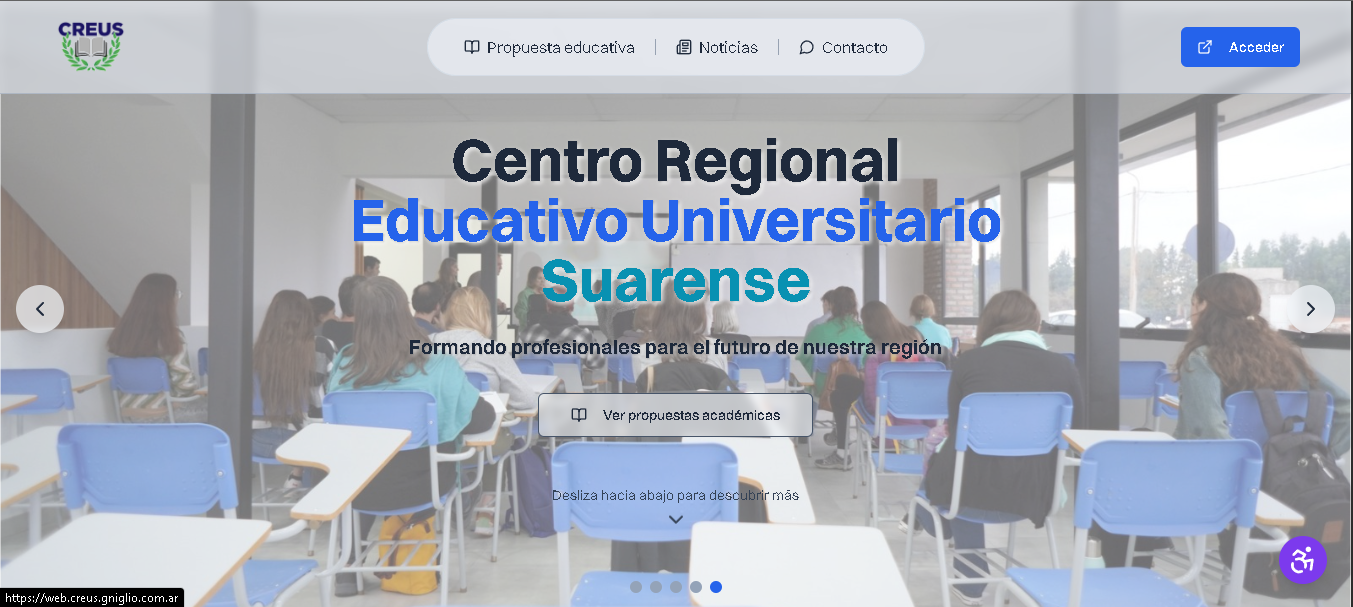 CREUS
Propuesta educativa
Noticias
Contacto
Acceder
Centro Regional
Educativo Universitario
Suarense
Formando profesionales para el futuro de nuestra región
Ver propuestas académicas
Desliza hacia abajo para descubrir más
https://web.creus.gniglio.com.ar